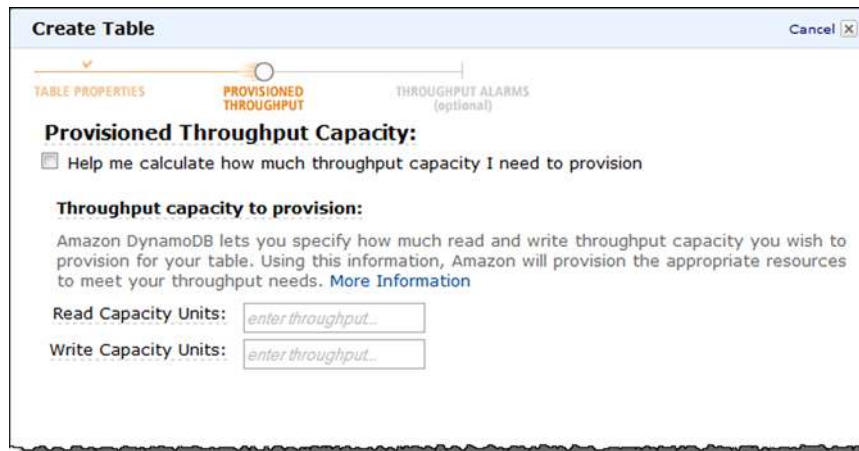 Create Table
Cancel
TABLE PROPERTIES
PROVISIONED
THROUGHPUT
THROUGHPUT ALARMS
(optional)
Provisioned Throughput Capacity:
Help me calculate how much throughput capacity I need to provision
Throughput capacity to provision:
Amazon DynamoDB lets you specify how much read and write throughput capacity you wish to
provision for your table. Using this information, Amazon will provision the appropriate resources
to meet your throughput needs. More Information
Read Capacity Units: enter throughput...
Write Capacity Units: enter throughput...